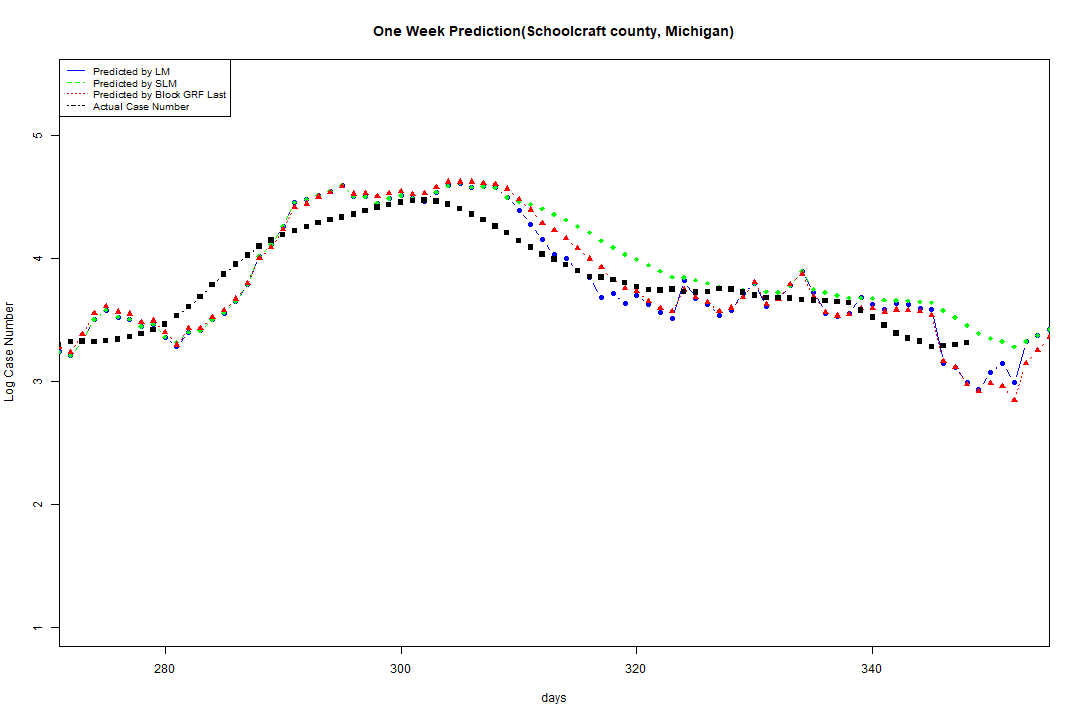 One Week Prediction(Schoolcraft county, Michigan)
Predicted by LM
Predicted by SLM
Predicted by Block GRF Last
Actual Case Number
5
4
3
2
1
Log Case Number
280
300
320
340
days